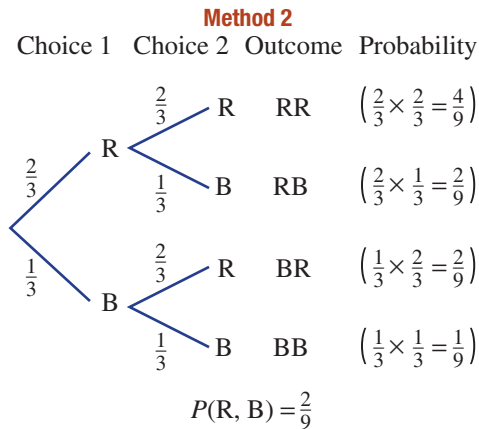 Method 2
Choice 1 Choice 2 Outcome Probability
2/3 R 2/3 R RR (2/3 × 2/3 = 4/9)
1/3 B RB (2/3 × 1/3 = 2/9)
1/3 B 2/3 R BR (1/3 × 2/3 = 2/9)
1/3 B BB (1/3 × 1/3 = 1/9)
P(R, B) = 2/9